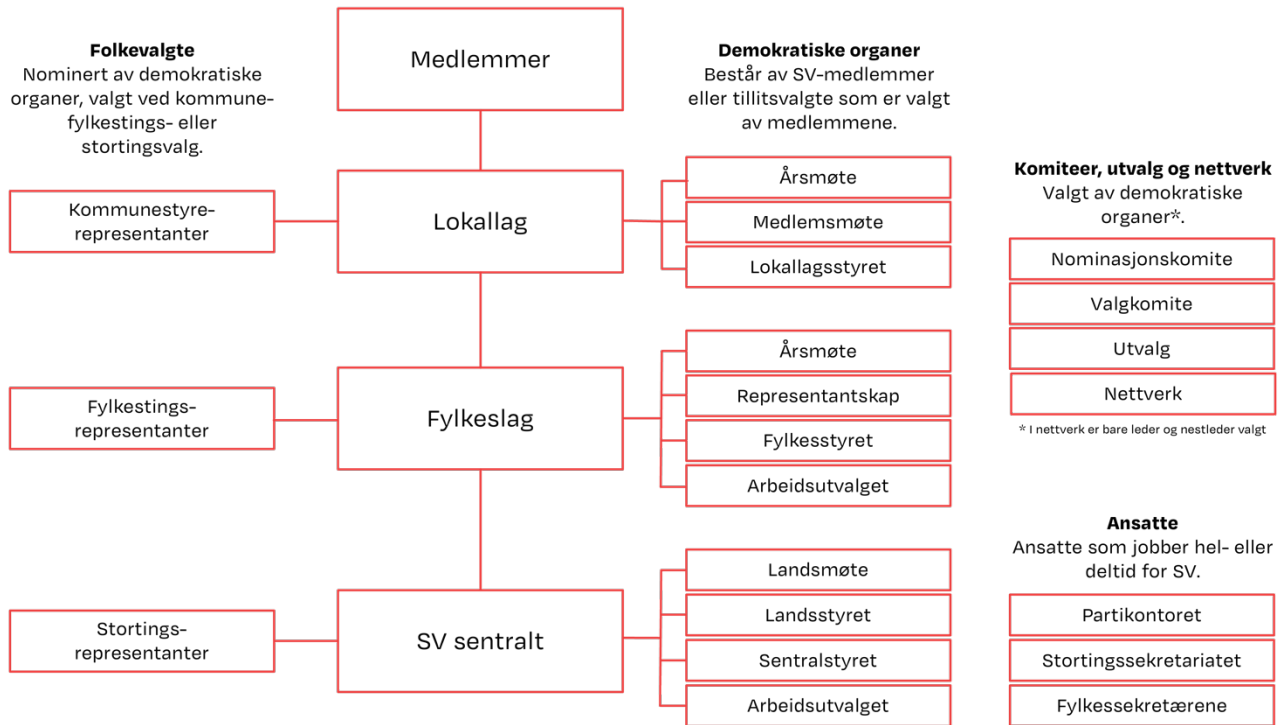 Folkevalgte
Nominert av demokratiske
organer, valgt ved kommune-
fylkestings- eller
stortingsvalg.
Kommunestyre-
representanter
Fylkestings-
representanter
Stortings-
representanter
Medlemmer
Lokallag
Fylkeslag
SV sentralt
Demokratiske organer
Består av SV-medlemmer
eller tillitsvalgte som er valgt
av medlemmene.
Årsmøte
Medlemsmøte
Lokallagsstyret
Årsmøte
Representantskap
Fylkesstyret
Arbeidsutvalget
Landsmøte
Landsstyret
Sentralstyret
Arbeidsutvalget
Komiteer, utvalg og nettverk
Valgt av demokratiske
organer*.
Nominasjonskomite
Valgkomite
Utvalg
Nettverk
* I nettverk er bare leder og nestleder valgt
Ansatte
Ansatte som jobber hel- eller
deltid for SV.
Partikontoret
Stortingssekretariatet
Fylkessekretærene